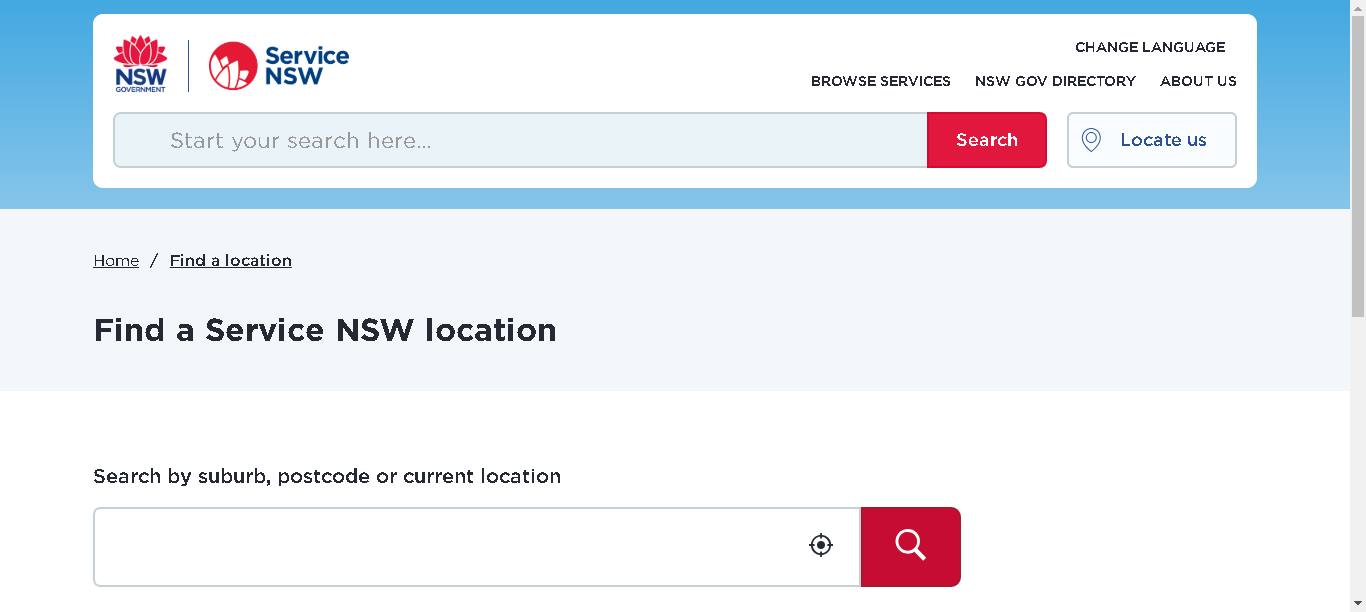 NSW
GOVERNMENT
Service
NSW
CHANGE LANGUAGE
BROWSE SERVICES NSW GOV DIRECTORY ABOUT US
Start your search here...
Search
Locate us
Home / Find a location
Find a Service NSW location
Search by suburb, postcode or current location